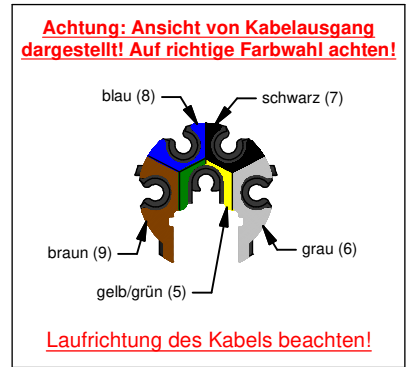 Achtung: Ansicht von Kabelausgang
dargestellt! Auf richtige Farbwahl achten!
blau (8)
schwarz (7)
braun (9)
grau (6)
gelb/grün (5)
Laufrichtung des Kabels beachten!